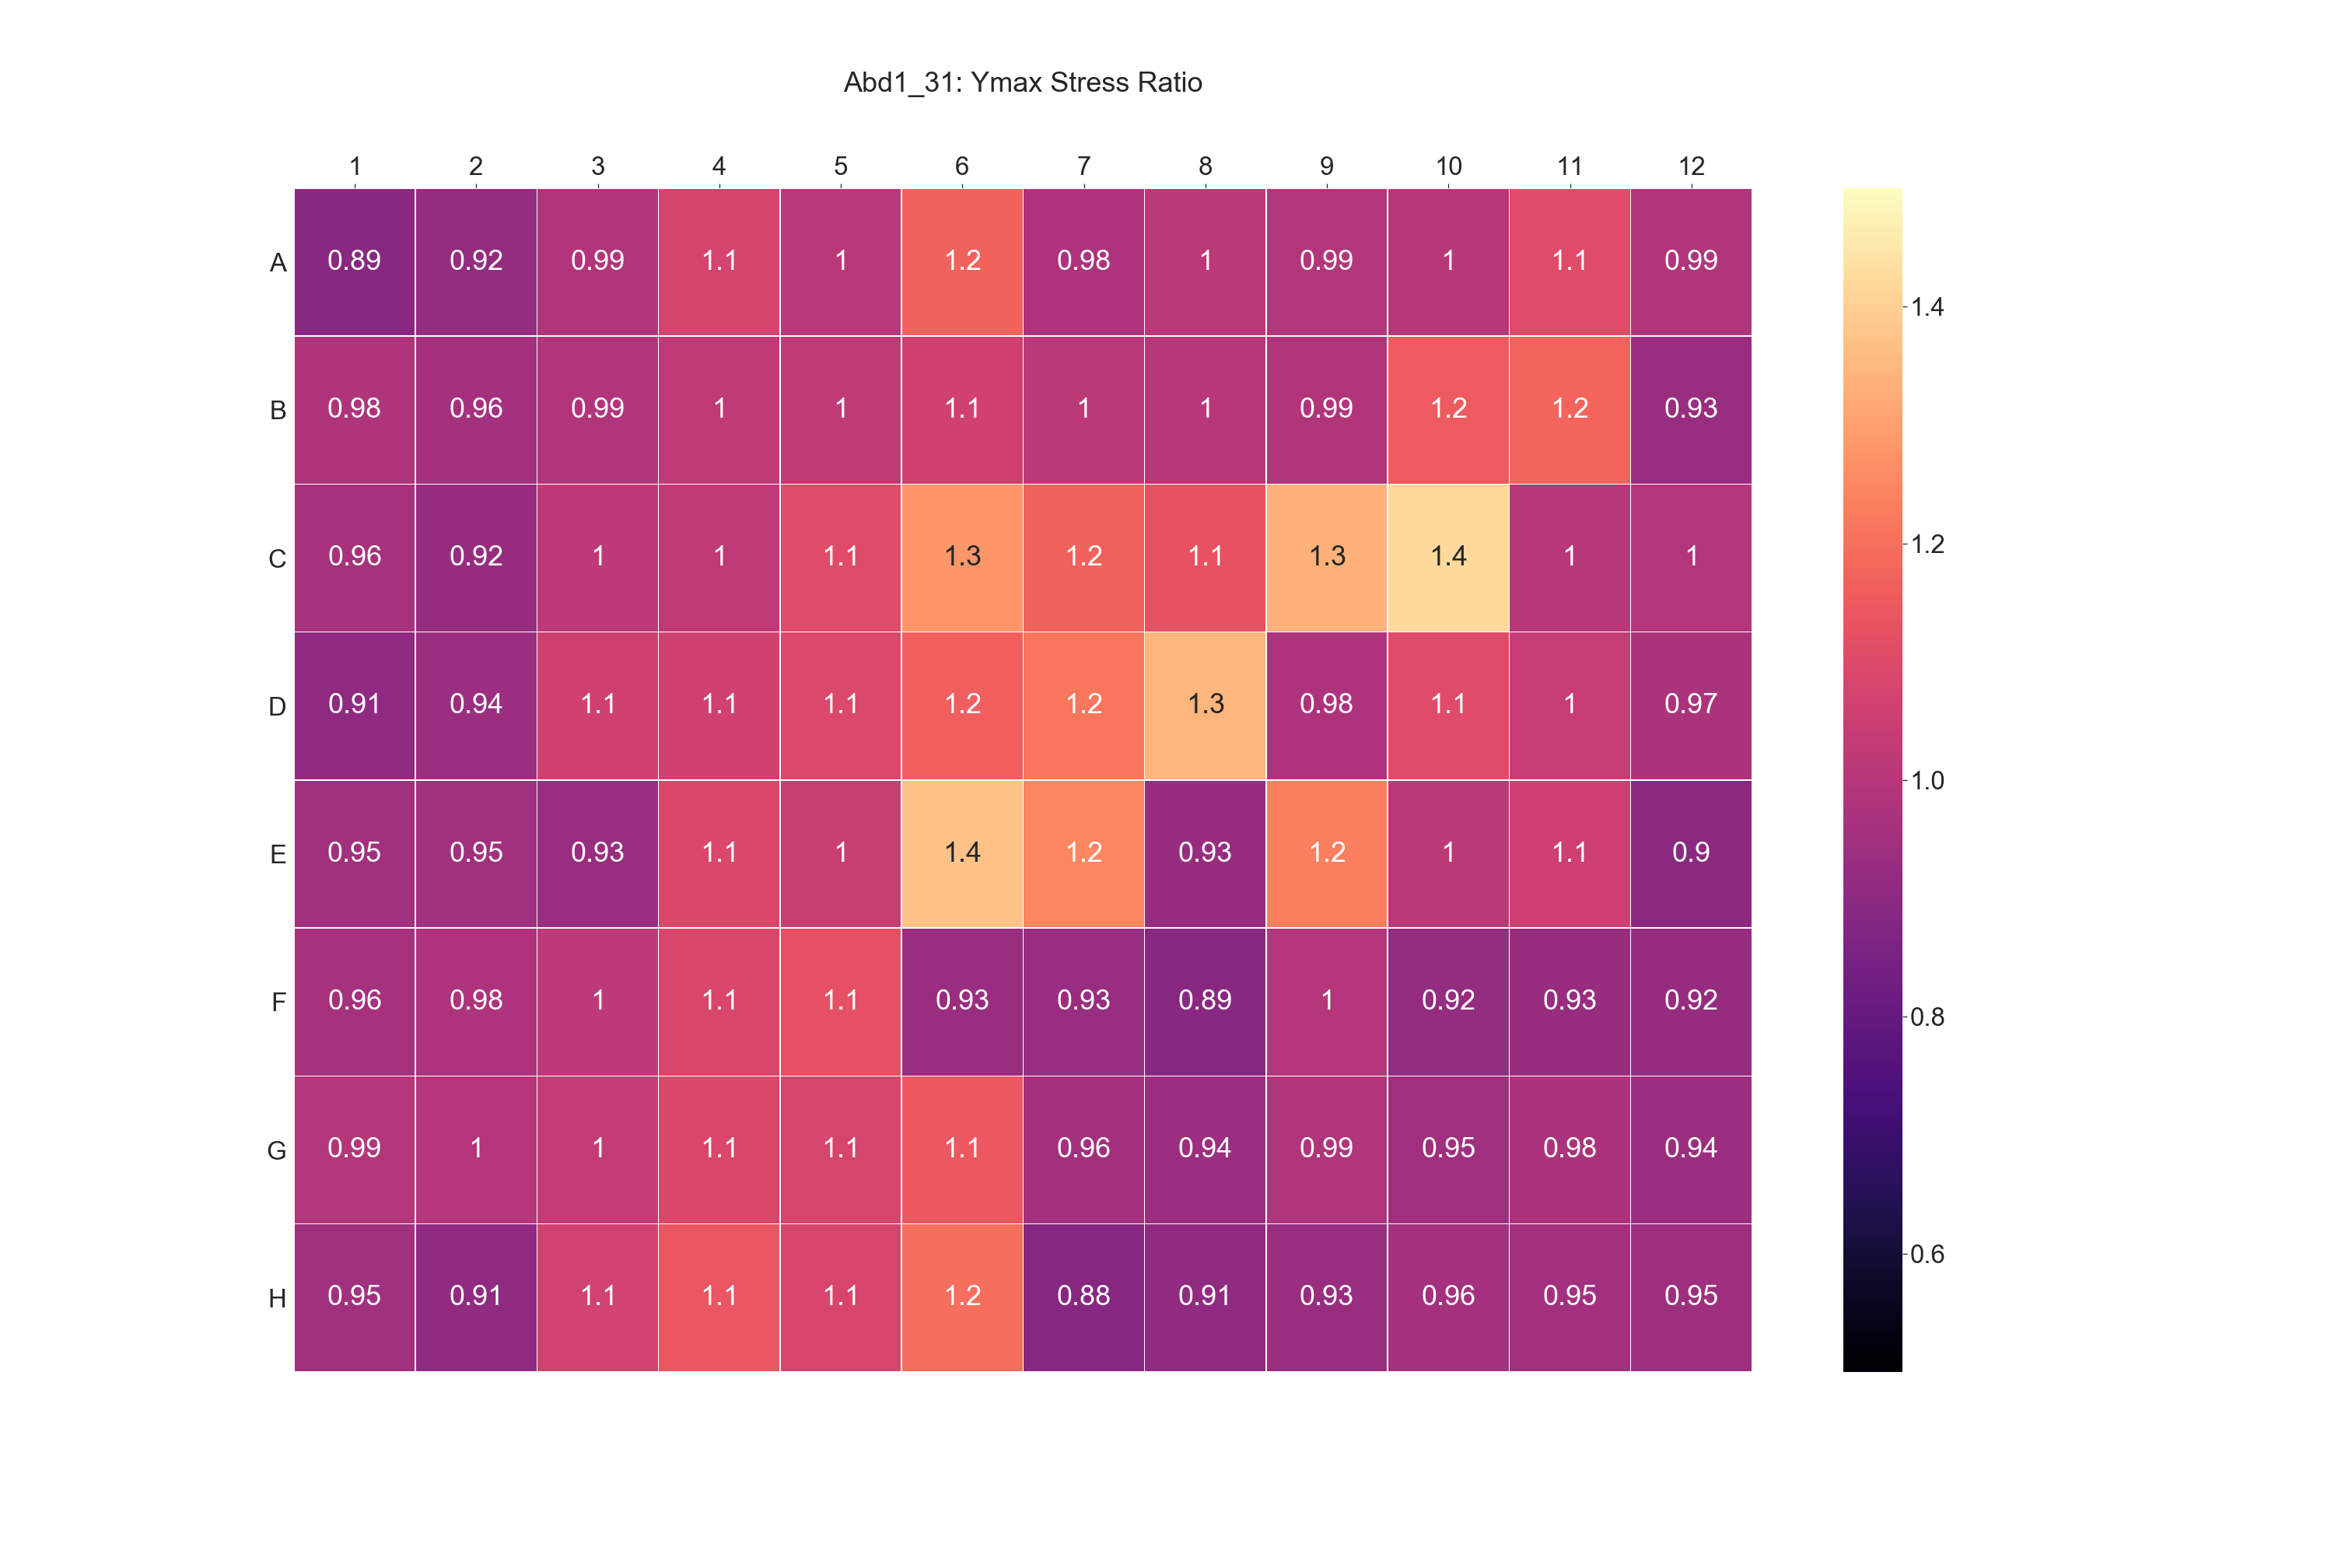 Abd1_31: Ymax Stress Ratio
1 2 3 4 5 6 7 8 9 10 11 12
A 0.89 0.92 0.99 1.1 1 1.2 0.98 1 0.99 1 1.1 0.99
1.4
B 0.98 0.96 0.99 1 1 1.1 1 1 0.99 1.2 1.2 0.93
C 0.96 0.92 1 1 1.1 1.3 1.2 1.1 1.3 1.4 1 1
1.2
D 0.91 0.94 1.1 1.1 1.1 1.2 1.2 1.3 0.98 1.1 1 0.97
1.0
E 0.95 0.95 0.93 1.1 1 1.4 1.2 0.93 1.2 1 1.1 0.9
F 0.96 0.98 1 1.1 1.1 0.93 0.93 0.89 1 0.92 0.93 0.92
0.8
G 0.99 1 1 1.1 1.1 1.1 0.96 0.94 0.99 0.95 0.98 0.94
0.6
H 0.95 0.91 1.1 1.1 1.1 1.2 0.88 0.91 0.93 0.96 0.95 0.95